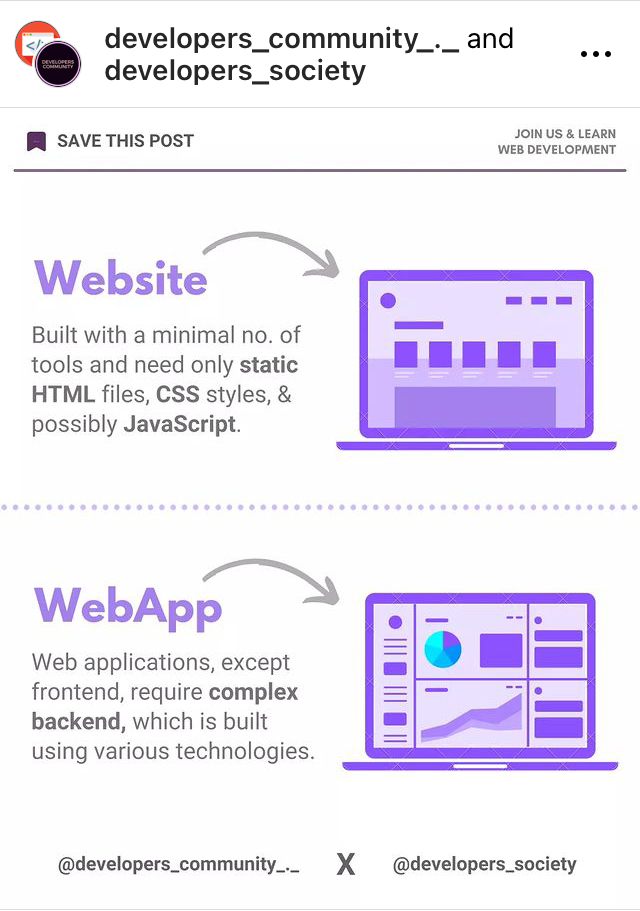 developers_community_._ and
developers_society
</>
DEVELOPERS
COMMUNITY
SAVE THIS POST
JOIN US & LEARN
WEB DEVELOPMENT
Website
Built with a minimal no. of
tools and need only static
HTML files, CSS styles, &
possibly JavaScript.
WebApp
Web applications, except
frontend, require complex
backend, which is built
using various technologies.
@developers_community_._ X @developers_society